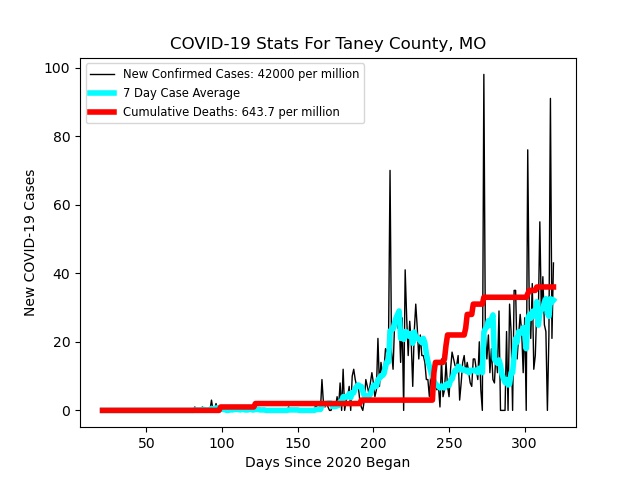 COVID-19 Stats For Taney County, MO
New Confirmed Cases: 42000 per million
7 Day Case Average
Cumulative Deaths: 643.7 per million
New COVID-19 Cases
100
80
60
40
20
0
50 100 150 200 250 300
Days Since 2020 Began